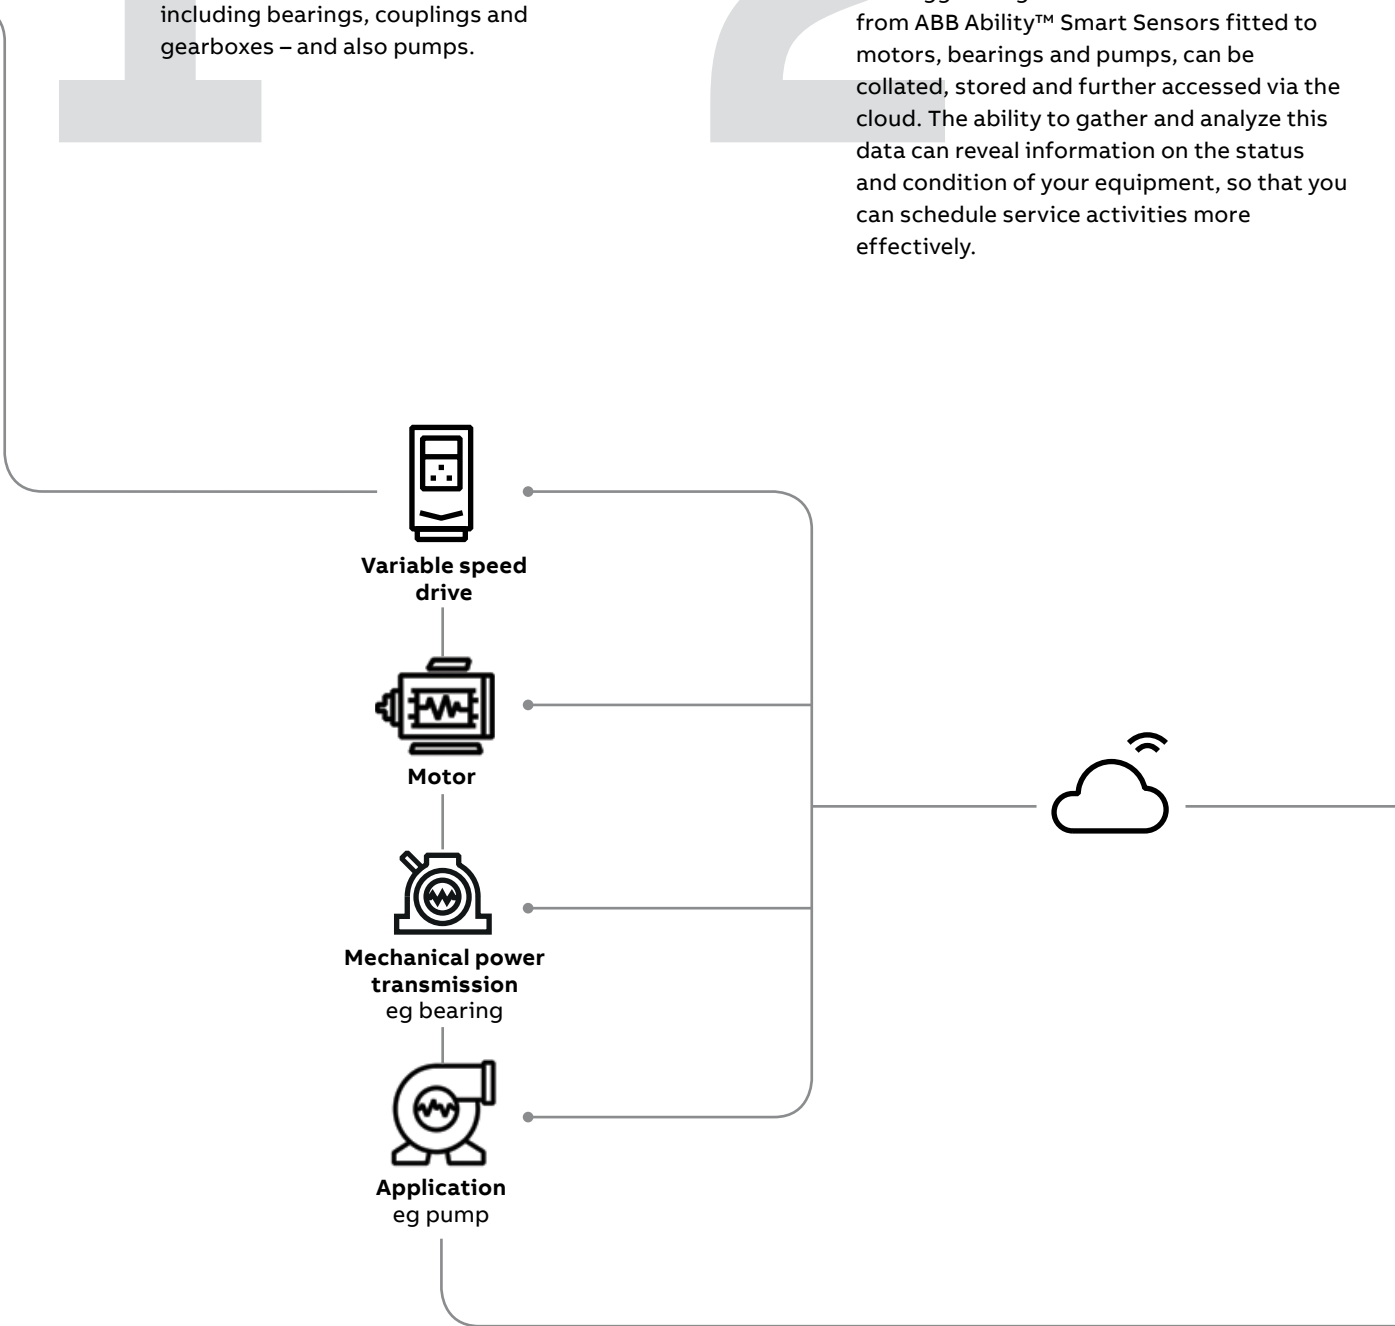 1
including bearings, couplings and
gearboxes – and also pumps.
2
from ABB Ability™ Smart Sensors fitted to
motors, bearings and pumps, can be
collated, stored and further accessed via the
cloud. The ability to gather and analyze this
data can reveal information on the status
and condition of your equipment, so that you
can schedule service activities more
effectively.
Variable speed
drive
Motor
Mechanical power
transmission
eg bearing
Application
eg pump